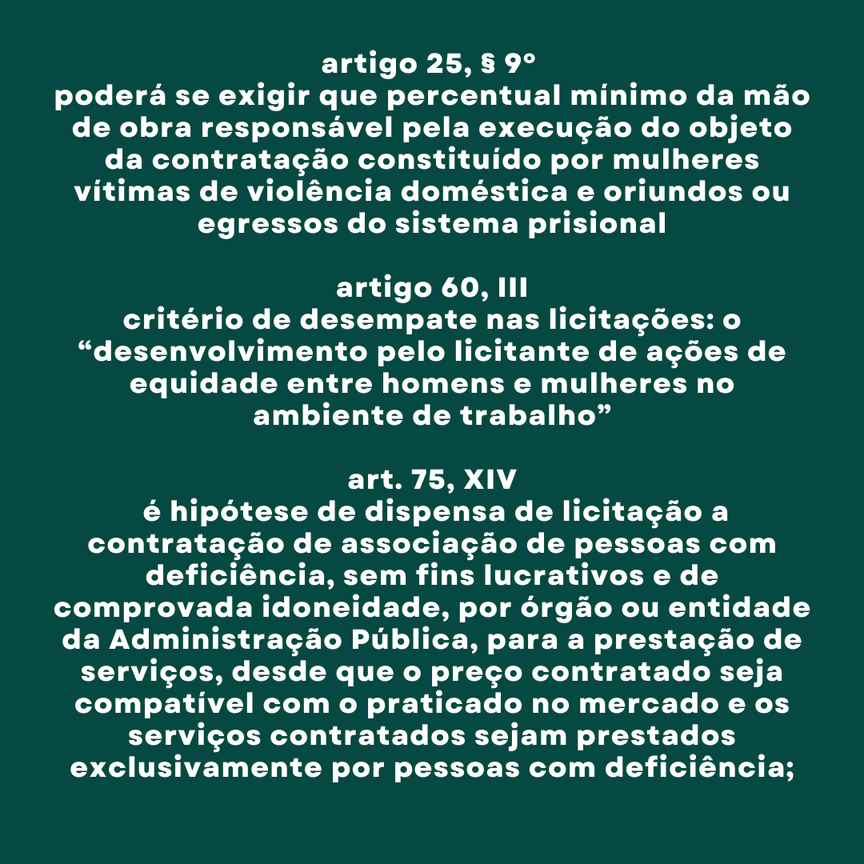 artigo 25, § 9º
poderá se exigir que percentual mínimo da mão
de obra responsável pela execução do objeto
da contratação constituído por mulheres
vítimas de violência doméstica e oriundos ou
egressos do sistema prisional
artigo 60, III
critério de desempate nas licitações: o
“desenvolvimento pelo licitante de ações de
equidade entre homens e mulheres no
ambiente de trabalho”
art. 75, XIV
é hipótese de dispensa de licitação a
contratação de associação de pessoas com
deficiência, sem fins lucrativos e de
comprovada idoneidade, por órgão ou entidade
da Administração Pública, para a prestação de
serviços, desde que o preço contratado seja
compatível com o praticado no mercado e os
serviços contratados sejam prestados
exclusivamente por pessoas com deficiência;